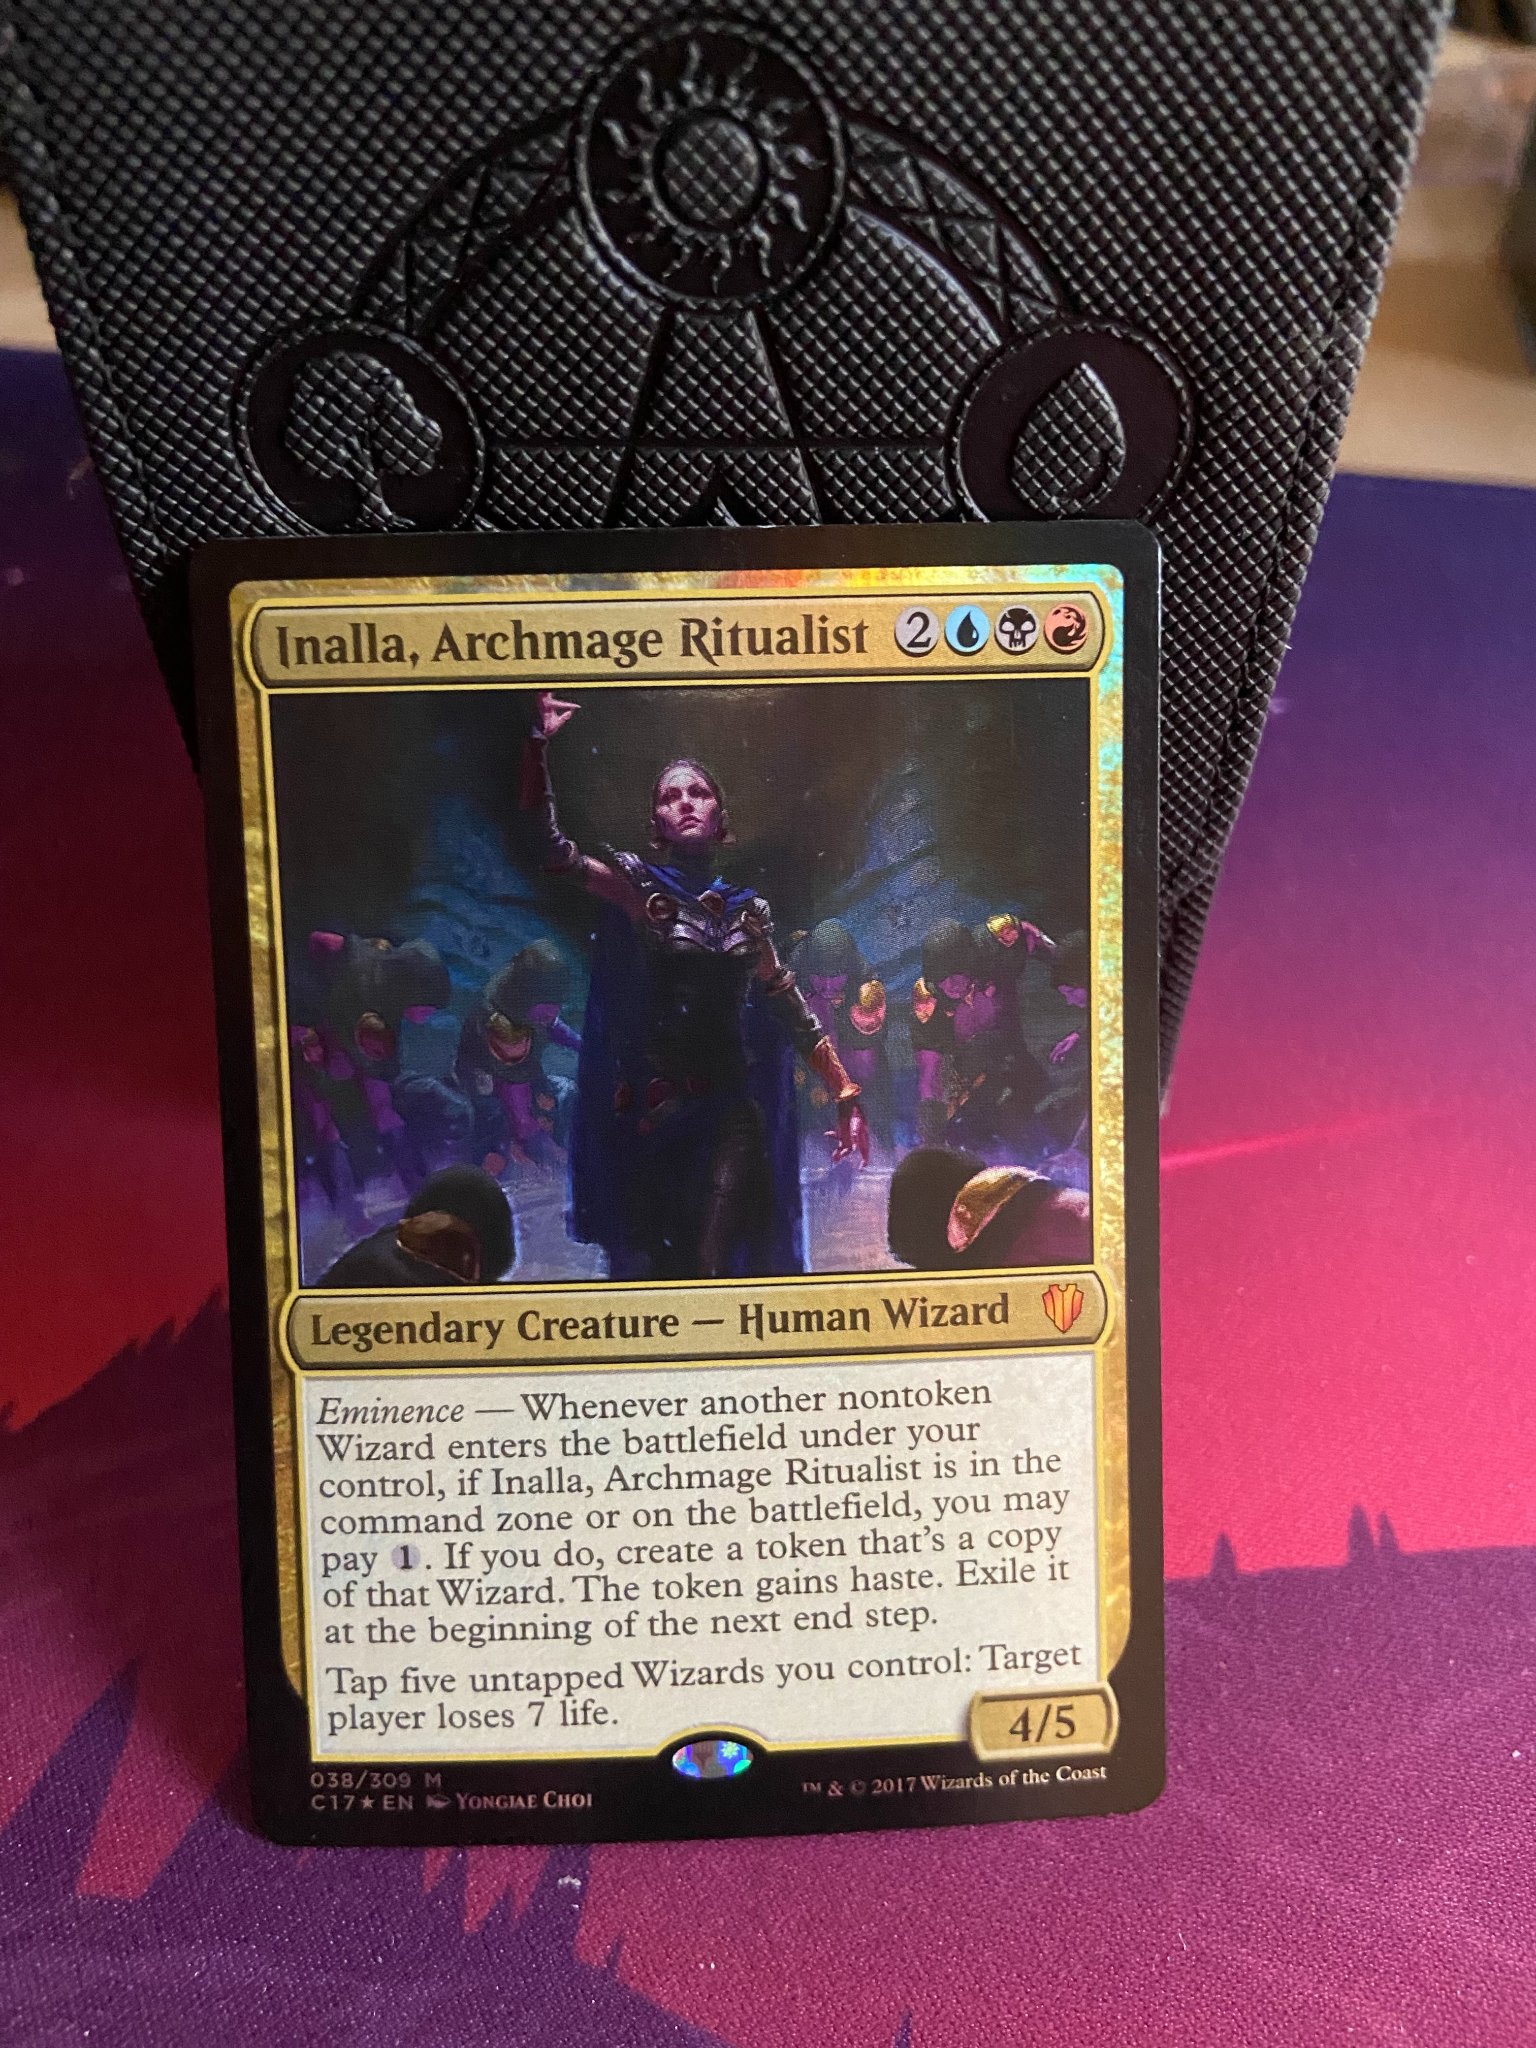 Inalla, Archmage Ritualist 2
Legendary Creature — Human Wizard
Eminence — Whenever another nontoken
Wizard enters the battlefield under your
control, if Inalla, Archmage Ritualist is in the
command zone or on the battlefield, you may
pay 1. If you do, create a token that's a copy
of that Wizard. The token gains haste. Exile it
at the beginning of the next end step.
Tap five untapped Wizards you control: Target
player loses 7 life.
4/5
038/309 M
C17★EN YONGJAE CHOI
™ & © 2017 Wizards of the Coast